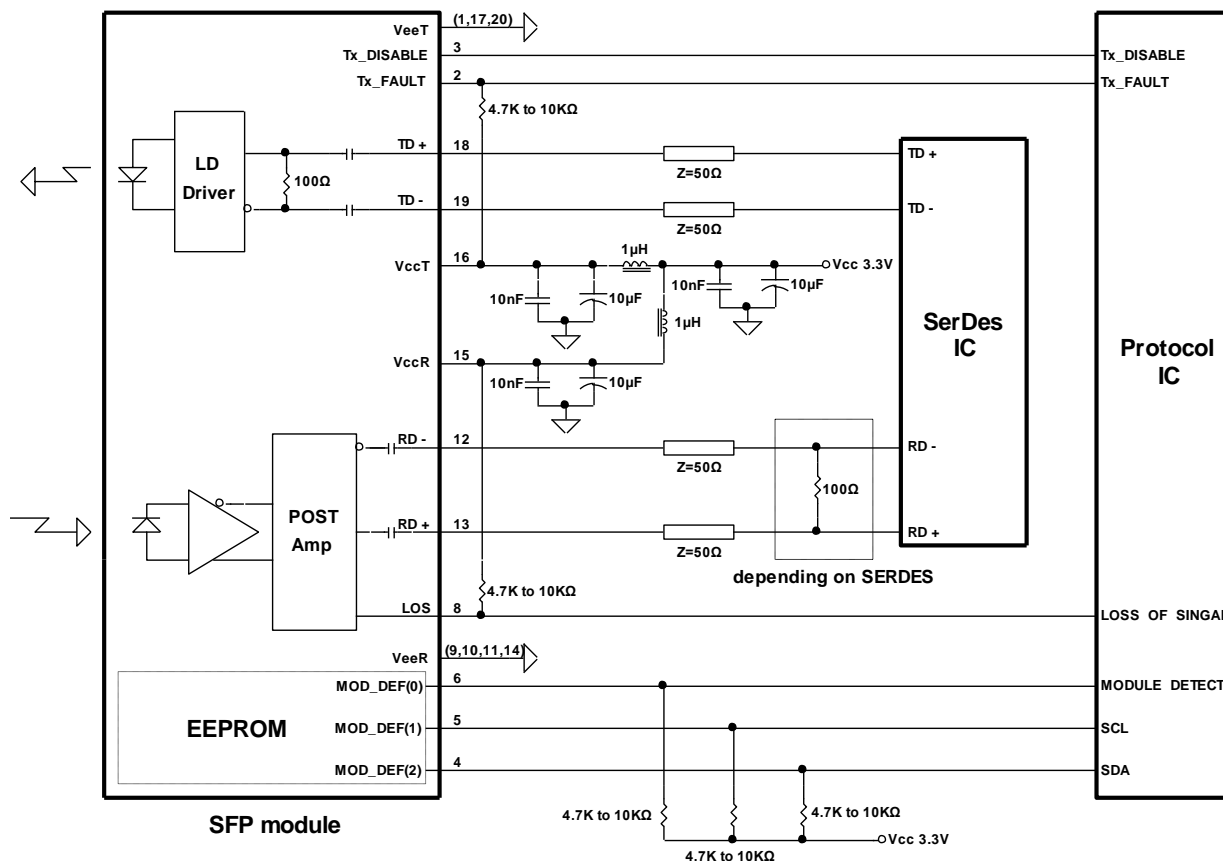 VeeT (1,17,20)
Tx_DISABLE 3 Tx_DISABLE
Tx_FAULT 2 Tx_FAULT
4.7K to 10KΩ
LD
Driver
100Ω
TD + 18 TD +
Z=50Ω
TD - 19 TD -
Z=50Ω
1µH
VccT 16 Vcc 3.3V
10nF 10µF 10nF 10µF
1µH
SerDes
IC
Protocol
IC
VccR 15
10nF 10µF
RD - 12 RD -
Z=50Ω
100Ω
POST
Amp
RD + 13 RD +
Z=50Ω
depending on SERDES
4.7K to 10KΩ
LOS 8 LOSS OF SINGAL
VeeR (9,10,11,14)
MOD_DEF(0) 6 MODULE DETECT
EEPROM
MOD_DEF(1) 5 SCL
MOD_DEF(2) 4 SDA
4.7K to 10KΩ 4.7K to 10KΩ
SFP module
Vcc 3.3V
4.7K to 10KΩ